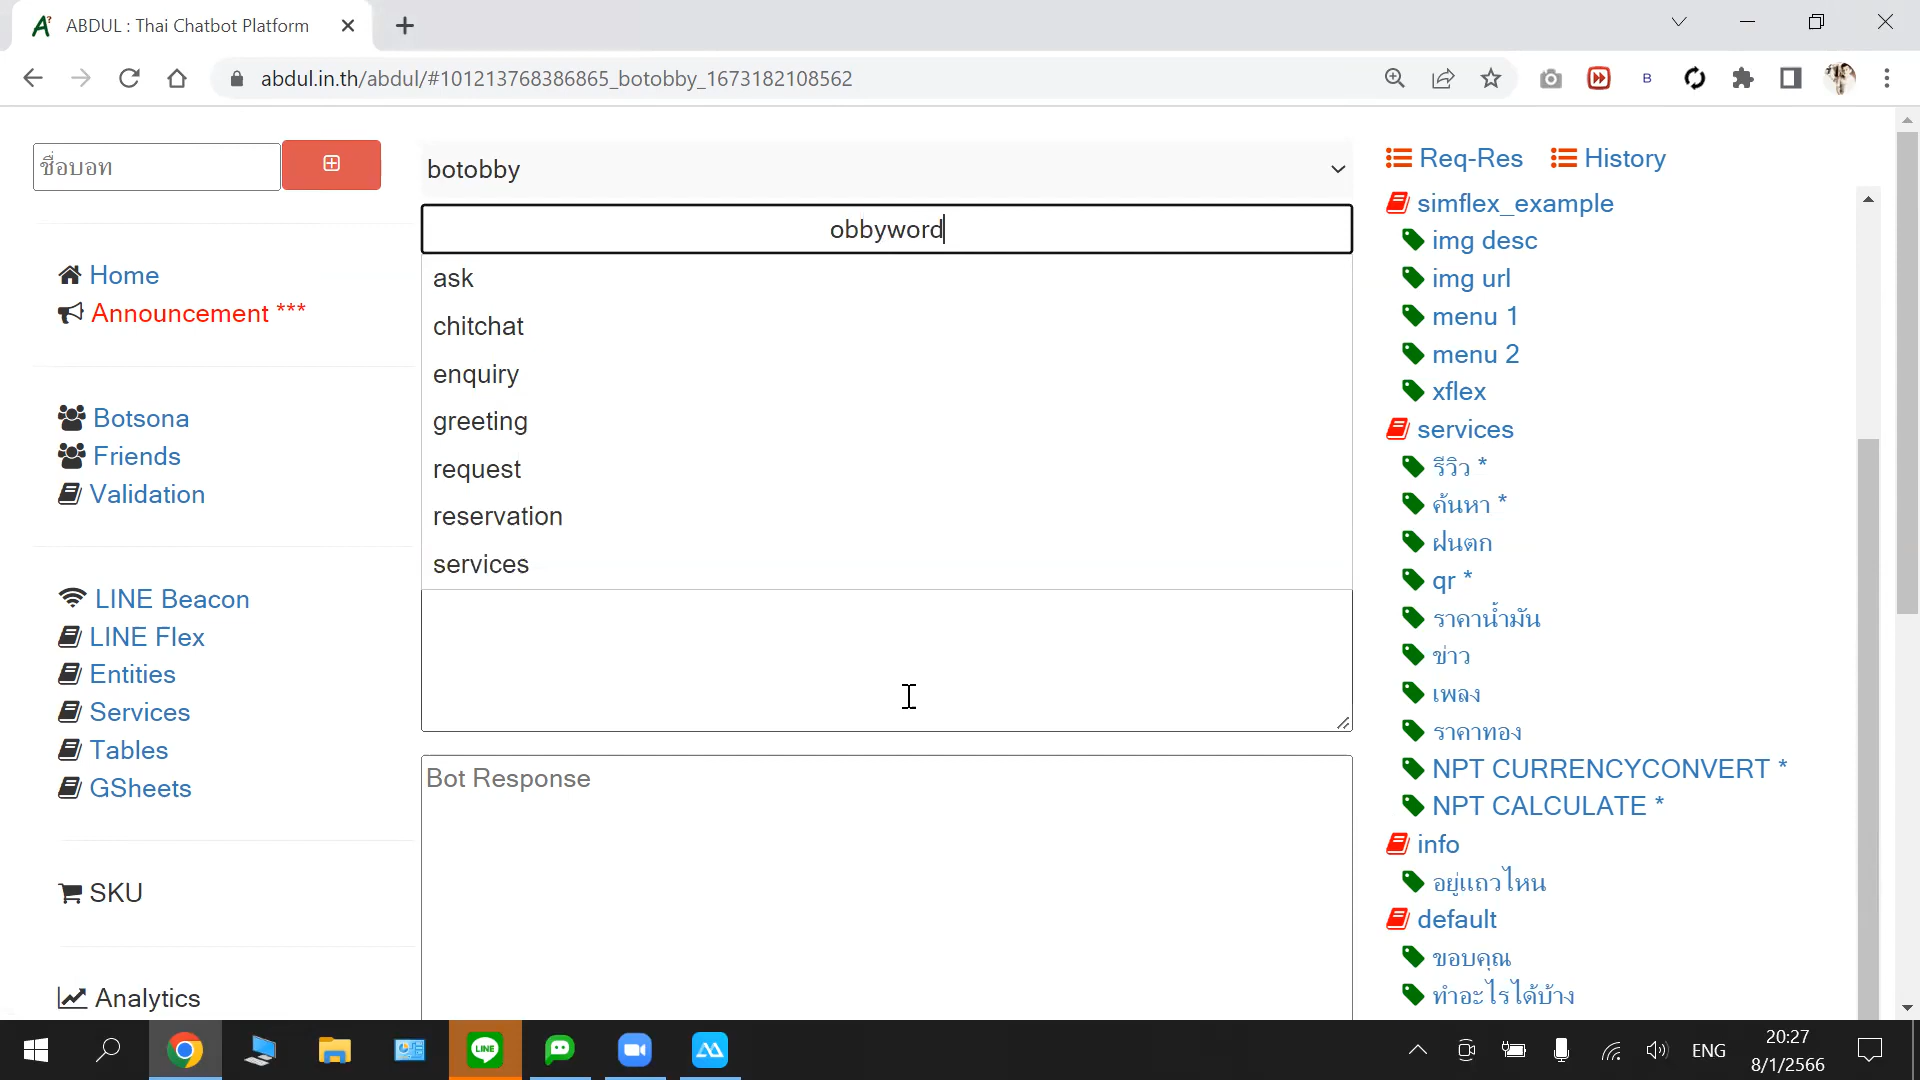 ABDUL : Thai Chatbot Platform
abdul.in.th/abdul/#101213768386865_botobby_1673182108562
B
ชื่อบอท
Home
Announcement ***
Botsona
Friends
Validation
LINE Beacon
LINE Flex
Entities
Services
Tables
GSheets
SKU
Analytics
botobby
obbyword
ask
chitchat
enquiry
greeting
request
reservation
services
Bot Response
Req-Res History
simflex_example
img desc
img url
menu 1
menu 2
xflex
services
รีวิว *
ค้นหา *
ฝนตก
qr *
ราคาน้ำมัน
ข่าว
เพลง
ราคาทอง
NPT CURRENCYCONVERT *
NPT CALCULATE *
info
อยู่แถวไหน
default
ขอบคุณ
ทำอะไรได้บ้าง
LINE
ENG
20:27
8/1/2566